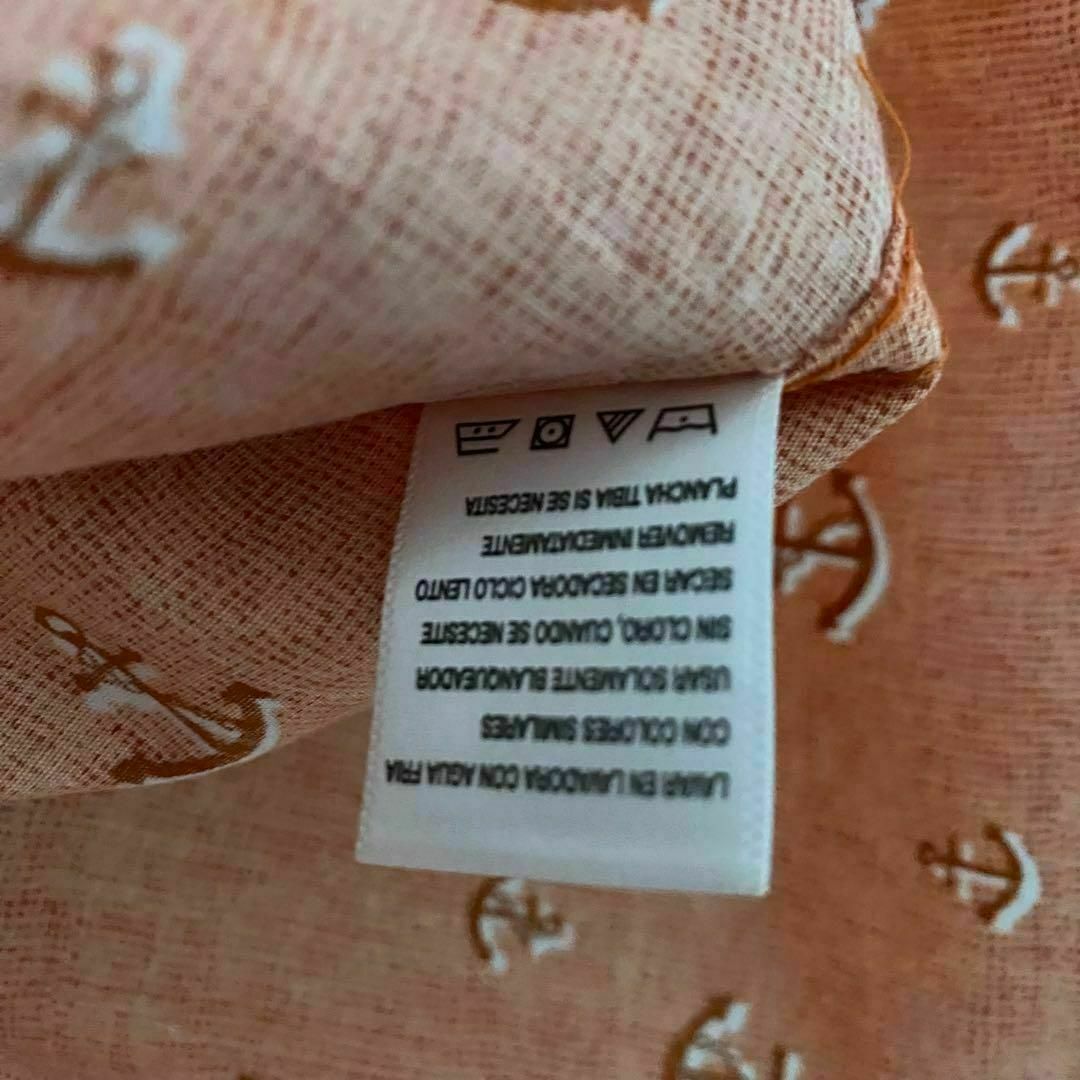 LAVAR EN LAVADORA CON AGUA FRIA
CON COLORES SIMILARES
USAR SOLAMENTE BLANQUEADOR
SIN CLORO, CUANDO SE NECESITE
SECAR EN SECADORA CICLO LENTO
REMOVER INMEDIATAMENTE
PLANCHA TIBIA SI SE NECESITA